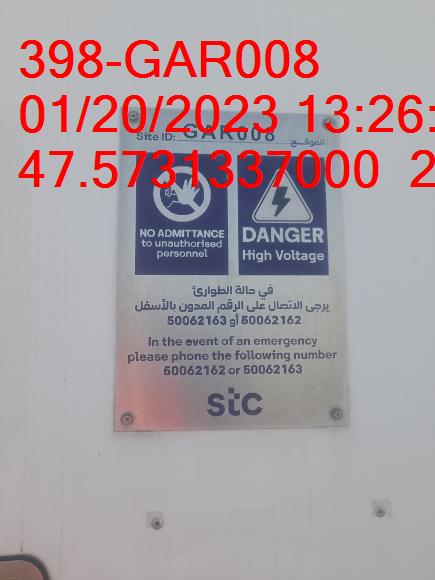 398-GAR008
01/20/2023 13:26:
47.5731337000 2
Site ID: GAR008 الموقع:
NO ADMITTANCE
to unauthorised
personnel
DANGER
High Voltage
في حالة الطوارئ
يرجى الاتصال على الرقم المدون بالأسفل
50062162 أو 50062163
In the event of an emergency
please phone the following number
50062162 or 50062163
stc